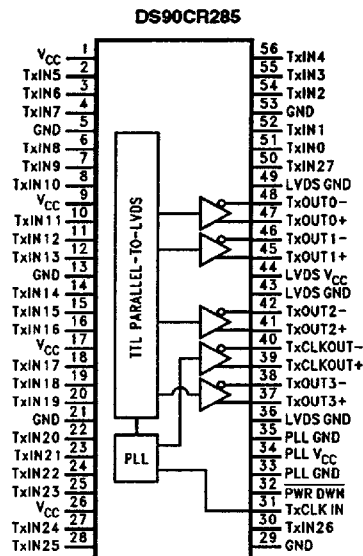 DS90CR285
VCC 1 56 TxIN4
TxIN5 2 55 TxIN3
TxIN6 3 54 TxIN2
TxIN7 4 53 GND
GND 5 52 TxIN1
TxIN8 6 51 TxIN0
TxIN9 7 50 TxIN27
TxIN10 8 49 LVDS GND
VCC 9 48 TxOUT0-
TxIN11 10 47 TxOUT0+
TxIN12 11 46 TxOUT1-
TxIN13 12 45 TxOUT1+
GND 13 44 LVDS VCC
TxIN14 14 43 LVDS GND
TxIN15 15 42 TxOUT2-
TxIN16 16 41 TxOUT2+
VCC 17 40 TxCLKOUT-
TxIN17 18 39 TxCLKOUT+
TxIN18 19 38 TxOUT3-
TxIN19 20 37 TxOUT3+
GND 21 36 LVDS GND
TxIN20 22 35 PLL GND
TxIN21 23 34 PLL VCC
TxIN22 24 33 PLL GND
TxIN23 25 32 PWR DWN
VCC 26 31 TxCLK IN
TxIN24 27 30 TxIN26
TxIN25 28 29 GND
TTL PARALLEL-TO-LVDS
PLL